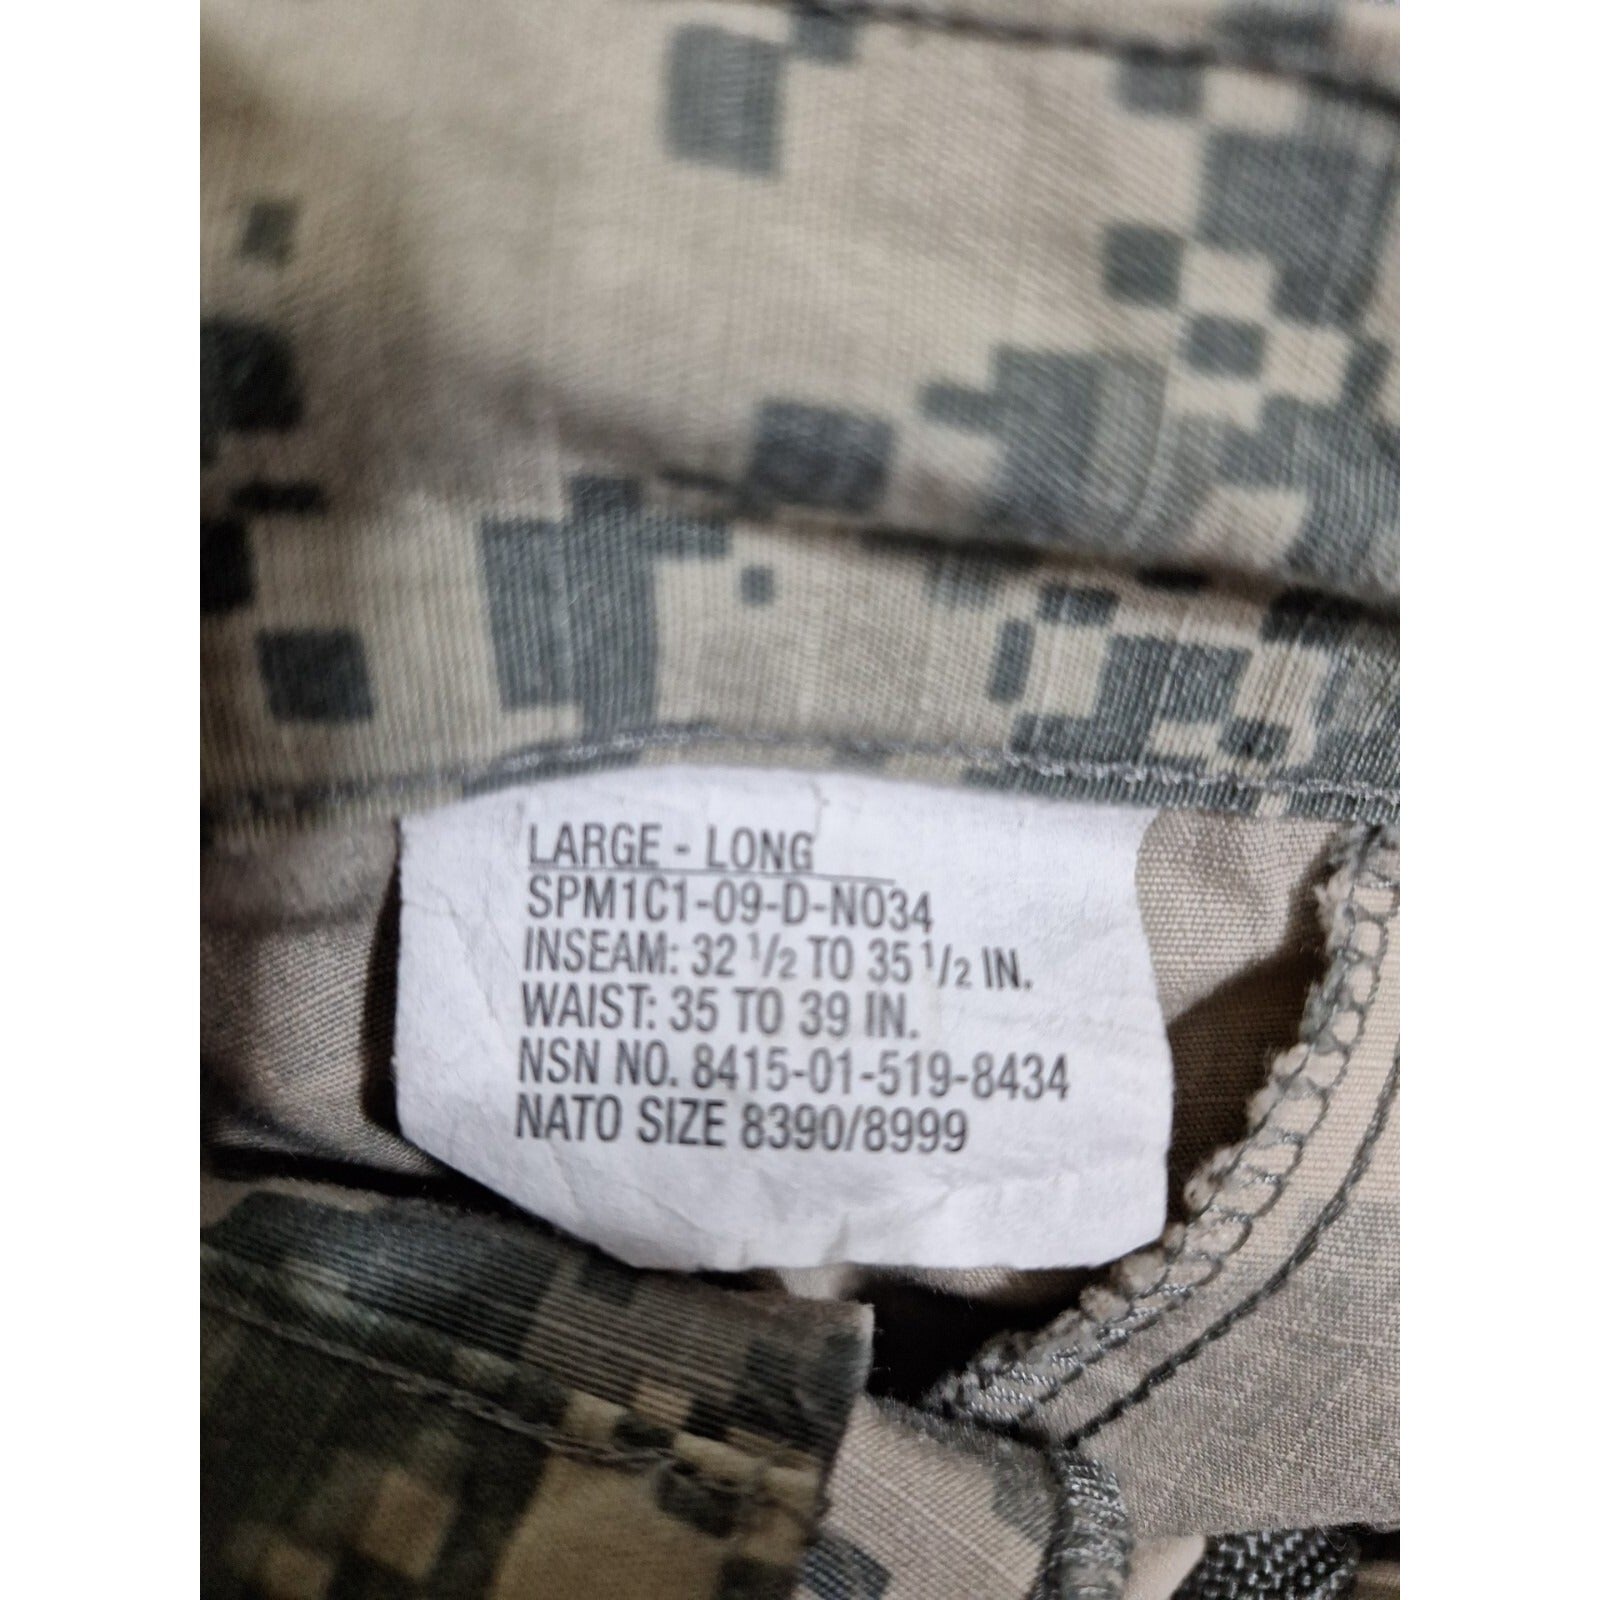 LARGE - LONG
SPM1C1-09-D-NO34
INSEAM: 32 1/2 TO 35 1/2 IN.
WAIST: 35 TO 39 IN.
NSN NO. 8415-01-519-8434
NATO SIZE 8390/8999